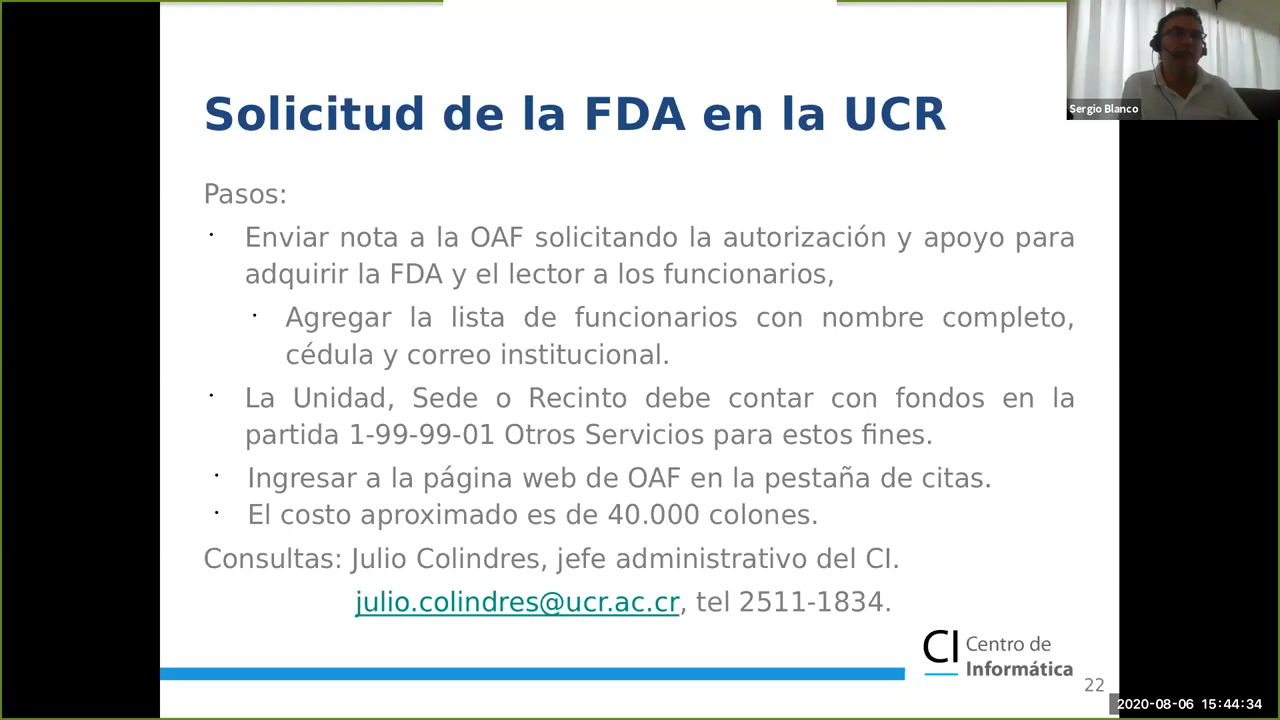 Solicitud de la FDA en la UCR
Sergio Blanco
Pasos:
· Enviar nota a la OAF solicitando la autorización y apoyo para
adquirir la FDA y el lector a los funcionarios,
· Agregar la lista de funcionarios con nombre completo,
cédula y correo institucional.
· La Unidad, Sede o Recinto debe contar con fondos en la
partida 1-99-99-01 Otros Servicios para estos fines.
· Ingresar a la página web de OAF en la pestaña de citas.
· El costo aproximado es de 40.000 colones.
Consultas: Julio Colindres, jefe administrativo del CI.
julio.colindres@ucr.ac.cr, tel 2511-1834.
CI Centro de
Informática
22
2020-08-06 15:44:34